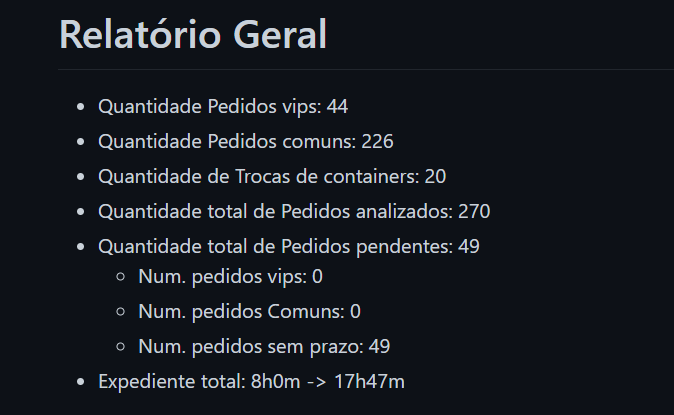 Relatório Geral
Quantidade Pedidos vips: 44
Quantidade Pedidos comuns: 226
Quantidade de Trocas de containers: 20
Quantidade total de Pedidos analizados: 270
Quantidade total de Pedidos pendentes: 49
Num. pedidos vips: 0
Num. pedidos Comuns: 0
Num. pedidos sem prazo: 49
Expediente total: 8h0m -> 17h47m